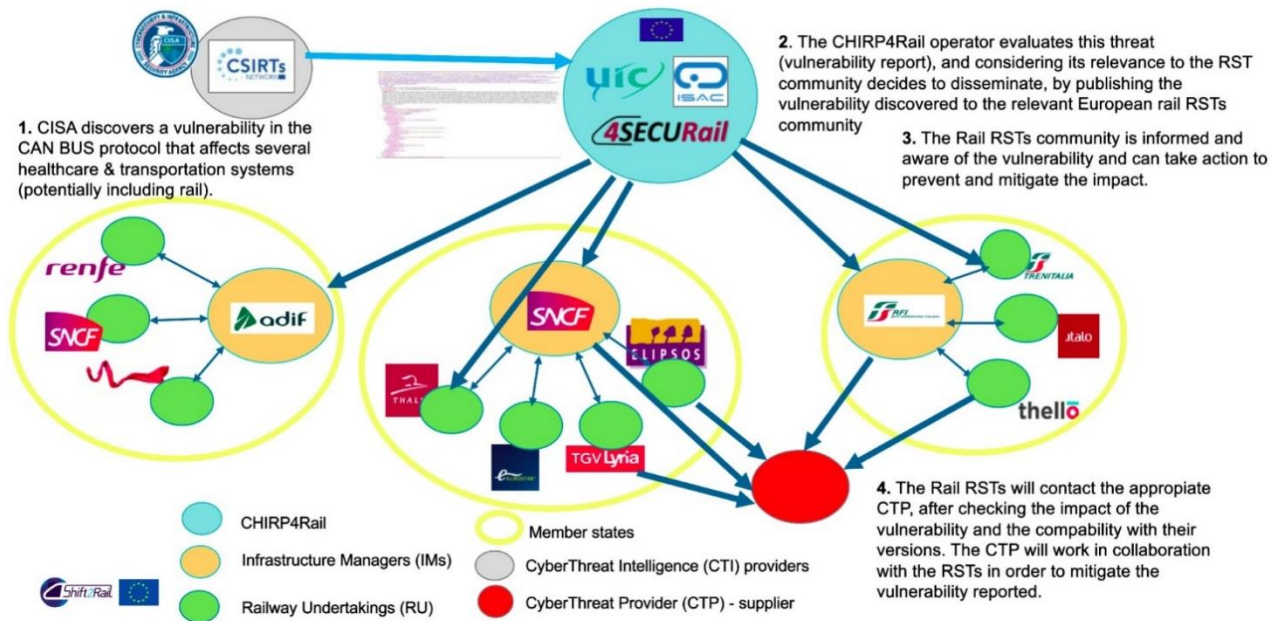 CISA
CSIRTs
NETWORK
uic
ISAC
4SECURail
1. CISA discovers a vulnerability in the
CAN BUS protocol that affects several
healthcare & transportation systems
(potentially including rail).
2. The CHIRP4Rail operator evaluates this threat
(vulnerability report), and considering its relevance to the RST
community decides to disseminate, by publishing the
vulnerability discovered to the relevant European rail RSTs
community
3. The Rail RSTs community is informed and
aware of the vulnerability and can take action to
prevent and mitigate the impact.
renfe
SNCF
adif
SNCF
ELIPSOS
THALY
eurostar
TGV Lyria
RFI
TRENITALIA
.italo
thellō
4. The Rail RSTs will contact the appropiate
CTP, after checking the impact of the
vulnerability and the compability with their
versions. The CTP will work in collaboration
with the RSTs in order to mitigate the
vulnerability reported.
CHIRP4Rail
Infrastructure Managers (IMs)
Railway Undertakings (RU)
Member states
CyberThreat Intelligence (CTI) providers
CyberThreat Provider (CTP) - supplier
Shift2Rail